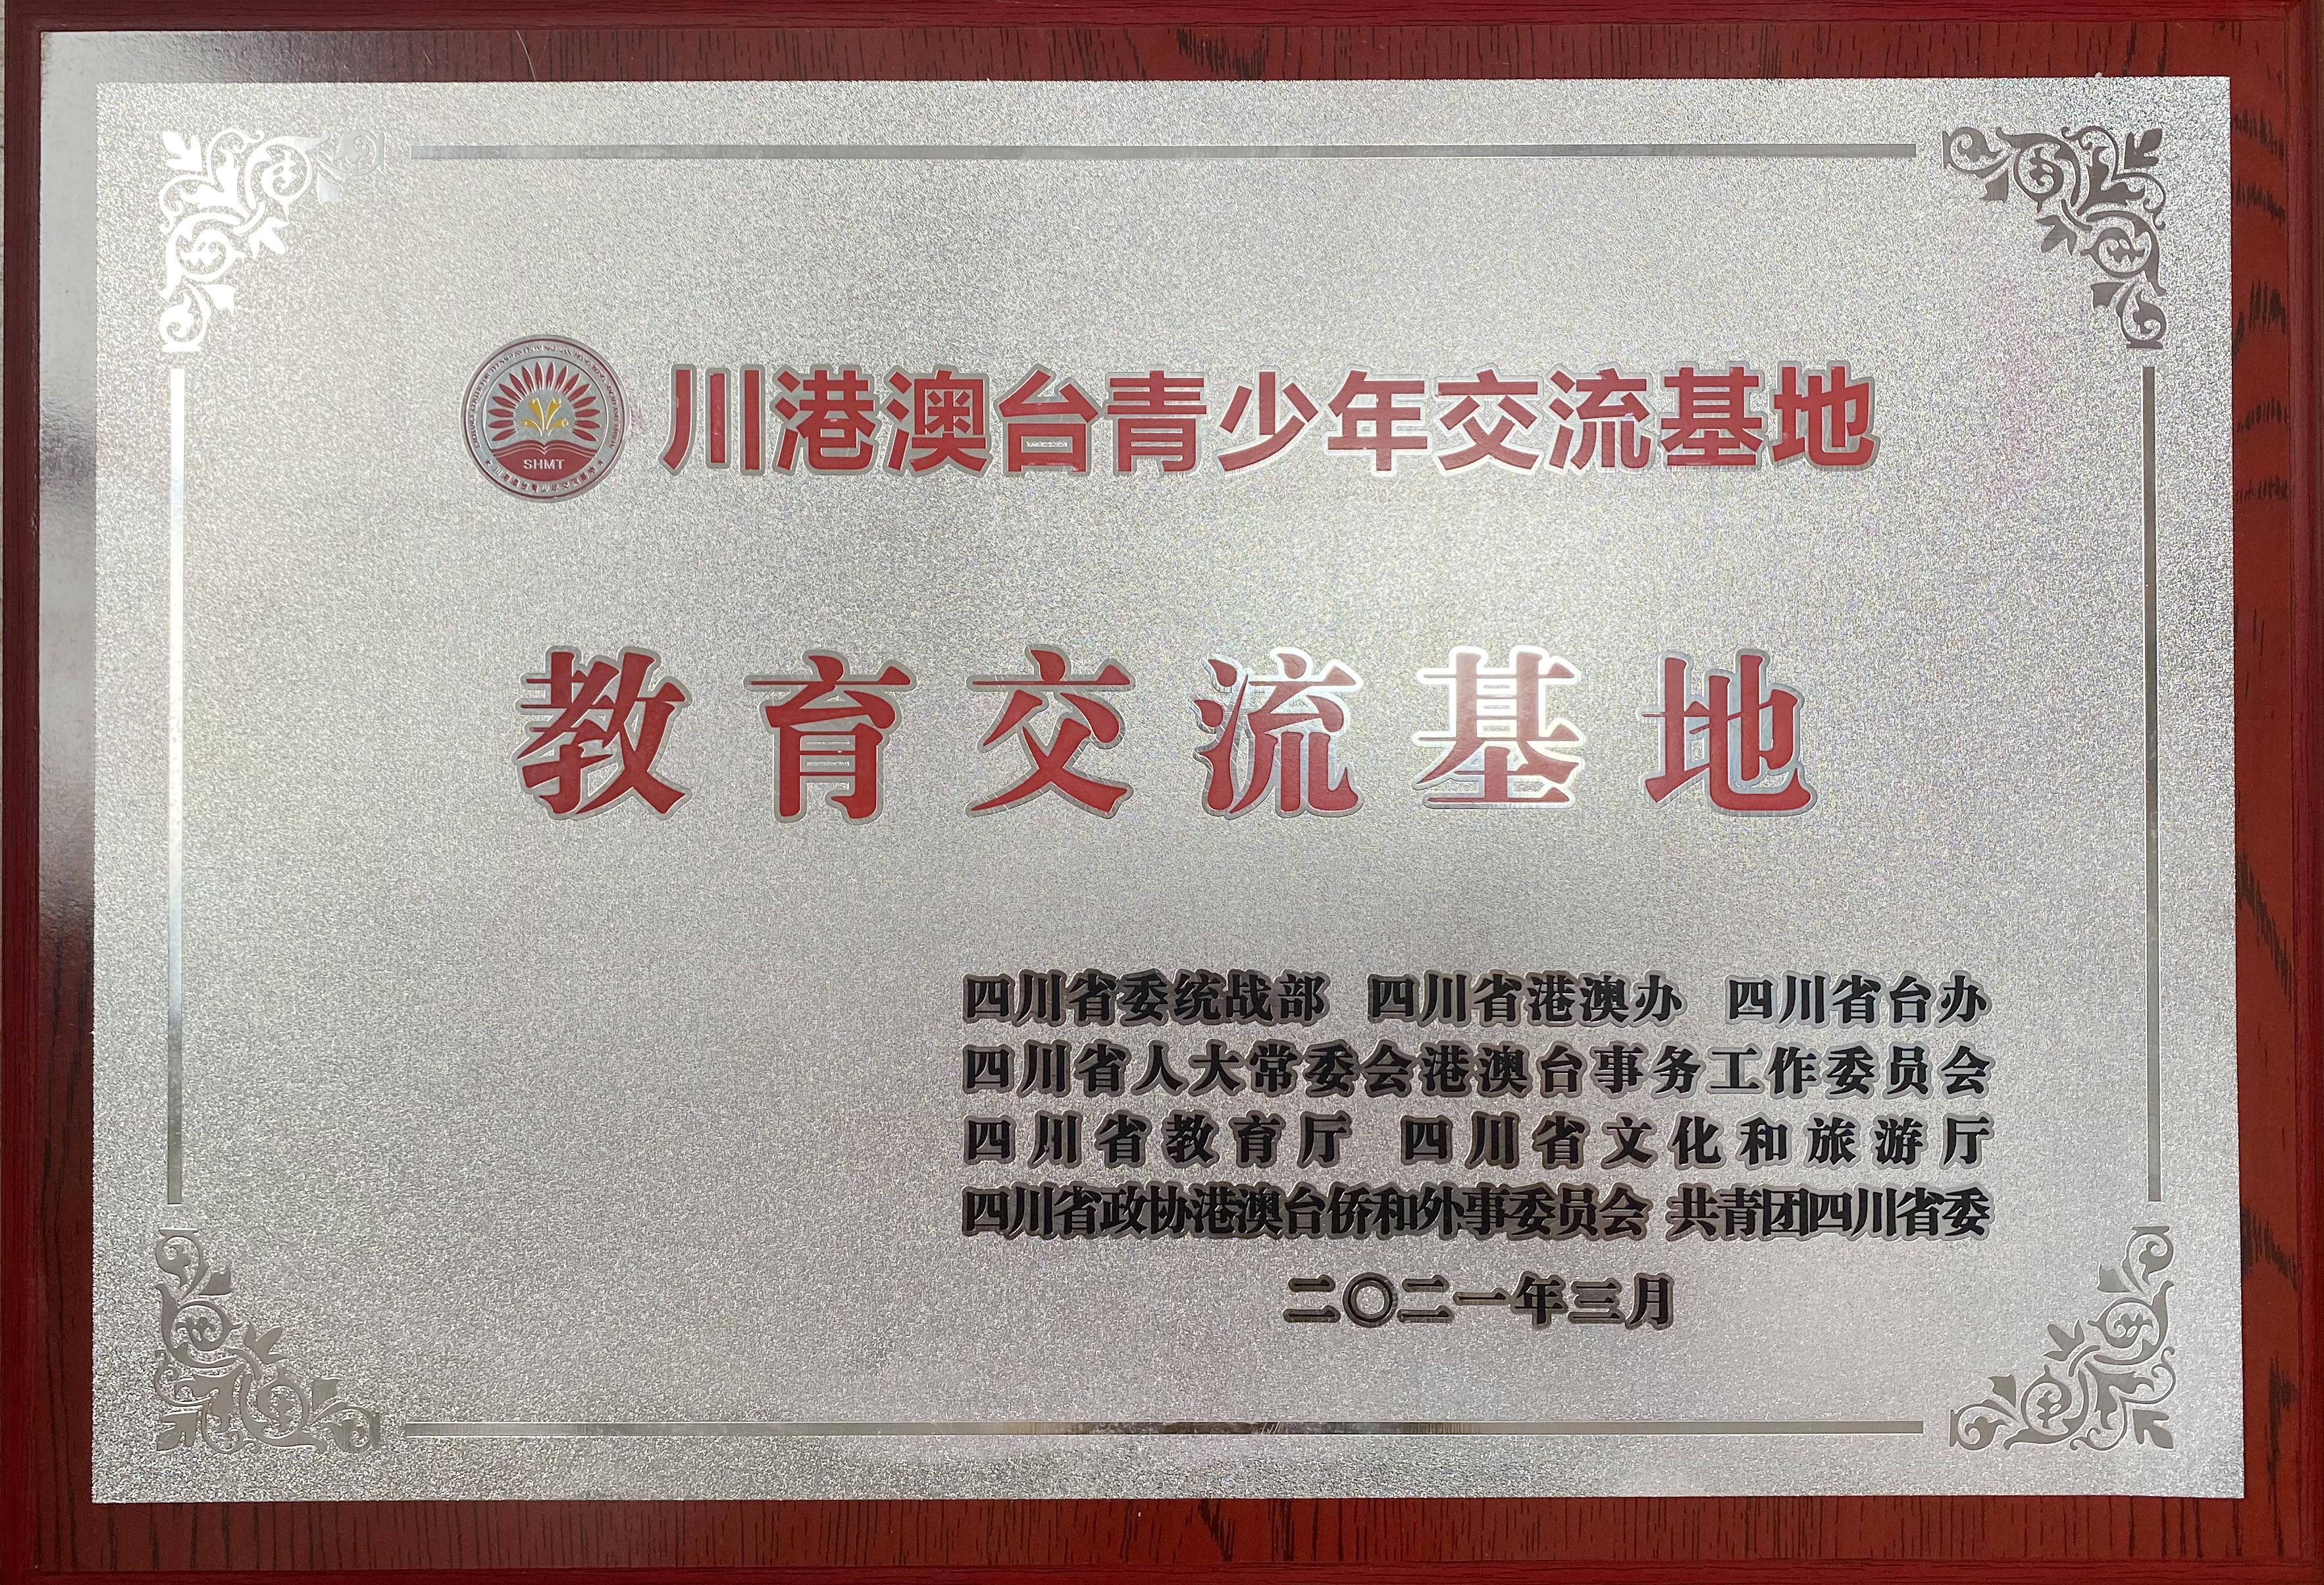 SHMT
川港澳台青少年交流基地
教育交流基地
四川省委统战部 四川省港澳办 四川省台办
四川省人大常委会港澳台事务工作委员会
四川省教育厅 四川省文化和旅游厅
四川省政协港澳台侨和外事委员会 共青团四川省委
二〇二一年三月